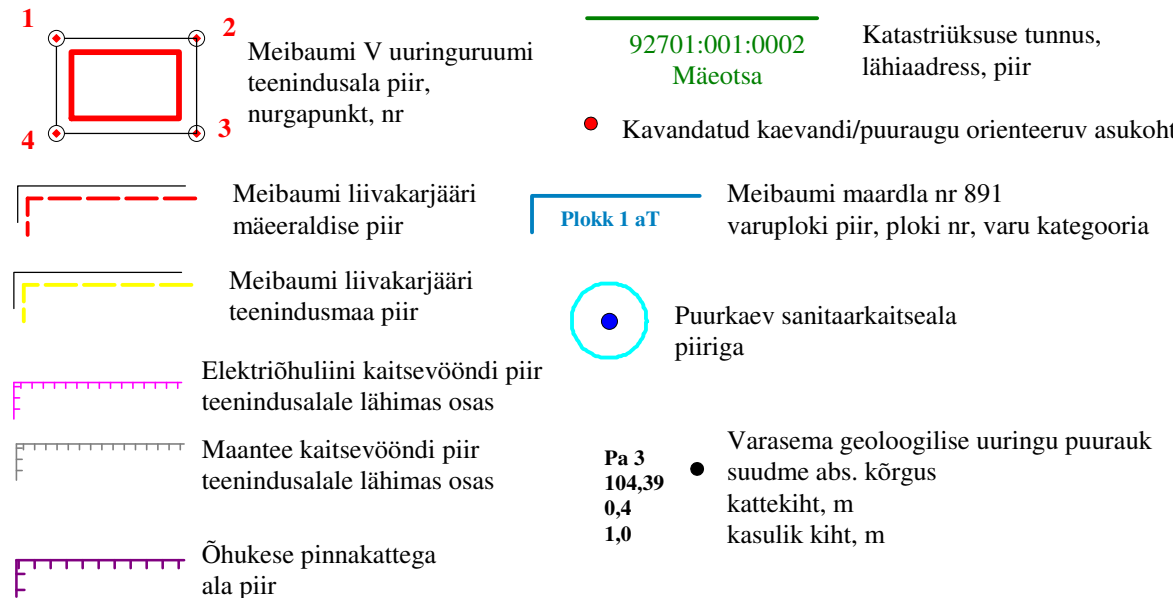 1
2
4
3
Meibaumi V uuringuruumi
teenindusala piir,
nurgapunkt, nr
Meibaumi liivakarjääri
mäeeraldise piir
Meibaumi liivakarjääri
teenindusmaa piir
Elektriõhuliini kaitsevööndi piir
teenindusalale lähimas osas
Maantee kaitsevööndi piir
teenindusalale lähimas osas
Õhukese pinnakattega
ala piir
92701:001:0002
Mäeotsa
Katastriüksuse tunnus,
lähiaadress, piir
Kavandatud kaevandi/puuraugu orienteeruv asukoht
Plokk 1 aT
Meibaumi maardla nr 891
varuploki piir, ploki nr, varu kategooria
Puurkaev sanitaarkaitseala
piiriga
Pa 3
104,39
0,4
1,0
Varasema geoloogilise uuringu puurauk
suudme abs. kõrgus
kattekiht, m
kasulik kiht, m